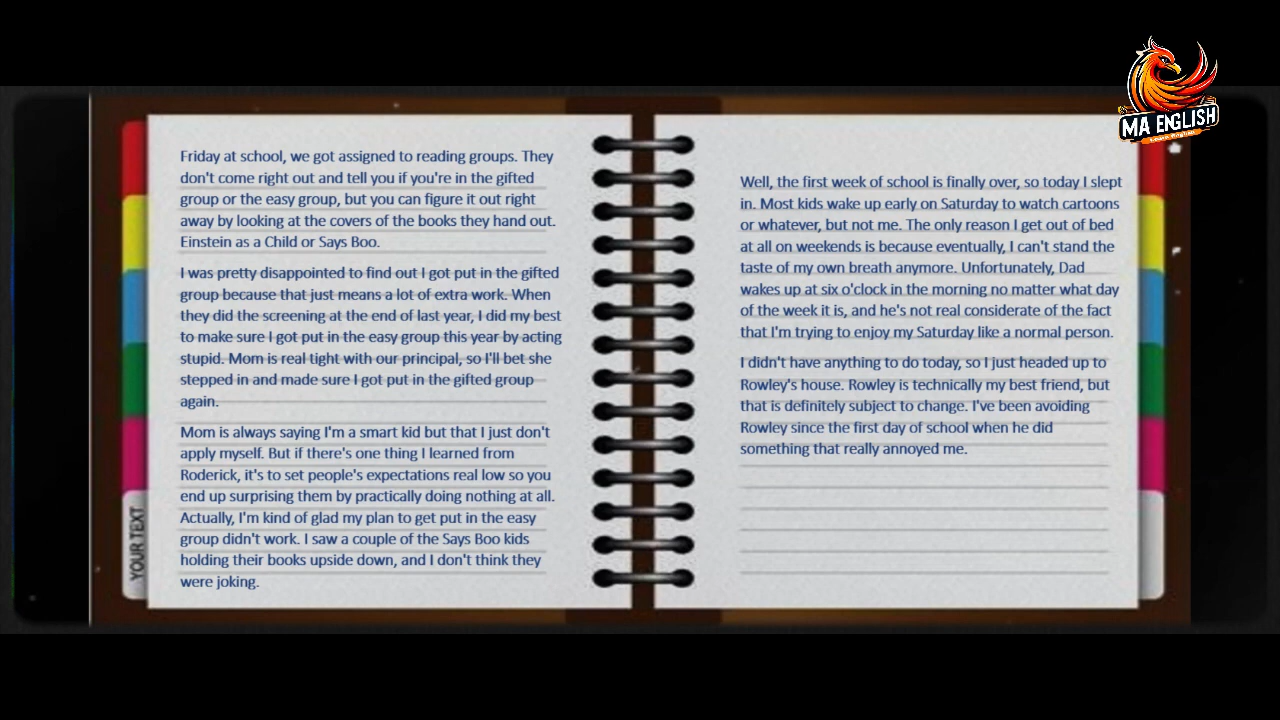 Friday at school, we got assigned to reading groups. They
don't come right out and tell you if you're in the gifted
group or the easy group, but you can figure it out right
away by looking at the covers of the books they hand out.
Einstein as a Child or Says Boo.
I was pretty disappointed to find out I got put in the gifted
group because that just means a lot of extra work. When
they did the screening at the end of last year, I did my best
to make sure I got put in the easy group this year by acting
stupid. Mom is real tight with our principal, so I'll bet she
stepped in and made sure I got put in the gifted group
again.
Mom is always saying I'm a smart kid but that I just don't
apply myself. But if there's one thing I learned from
Roderick, it's to set people's expectations real low so you
end up surprising them by practically doing nothing at all.
Actually, I'm kind of glad my plan to get put in the easy
group didn't work. I saw a couple of the Says Boo kids
holding their books upside down, and I don't think they
were joking.
YOUR TEXT
Well, the first week of school is finally over, so today I slept
in. Most kids wake up early on Saturday to watch cartoons
or whatever, but not me. The only reason I get out of bed
at all on weekends is because eventually, I can't stand the
taste of my own breath anymore. Unfortunately, Dad
wakes up at six o'clock in the morning no matter what day
of the week it is, and he's not real considerate of the fact
that I'm trying to enjoy my Saturday like a normal person.
I didn't have anything to do today, so I just headed up to
Rowley's house. Rowley is technically my best friend, but
that is definitely subject to change. I've been avoiding
Rowley since the first day of school when he did
something that really annoyed me.
MA ENGLISH
Learn English